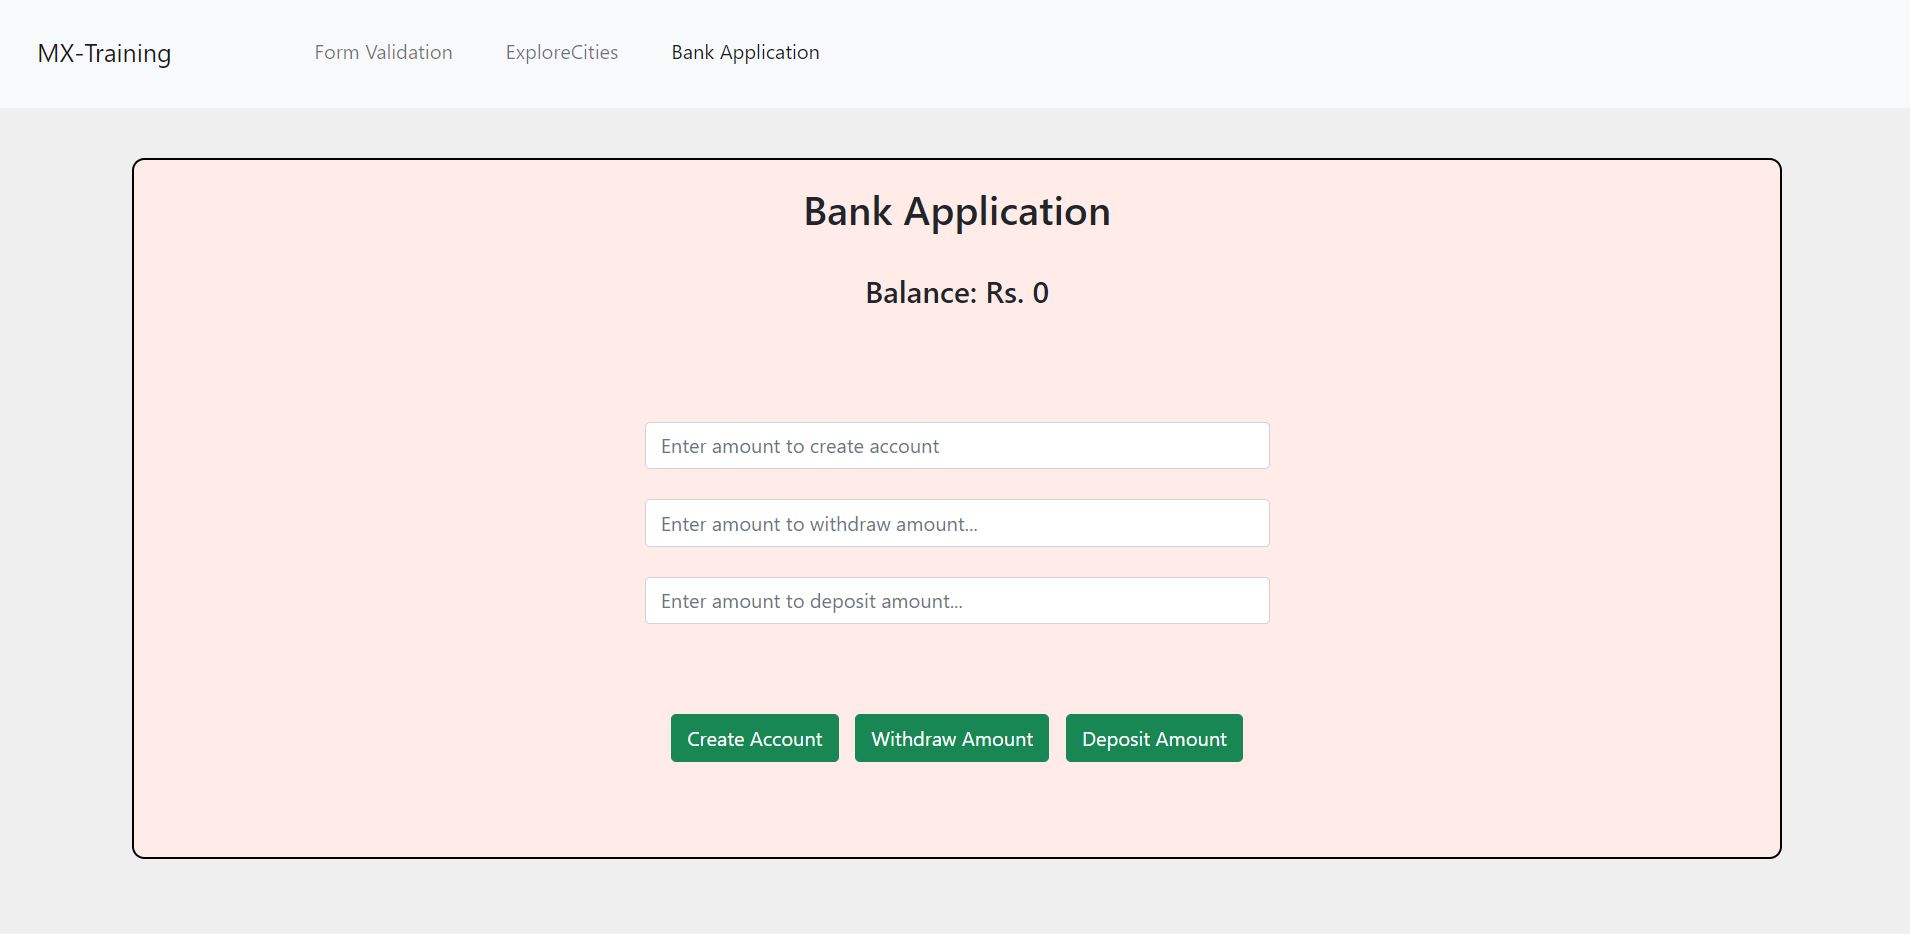 MX-Training Form Validation ExploreCities Bank Application
Bank Application
Balance: Rs. 0
Enter amount to create account
Enter amount to withdraw amount...
Enter amount to deposit amount...
Create Account Withdraw Amount Deposit Amount